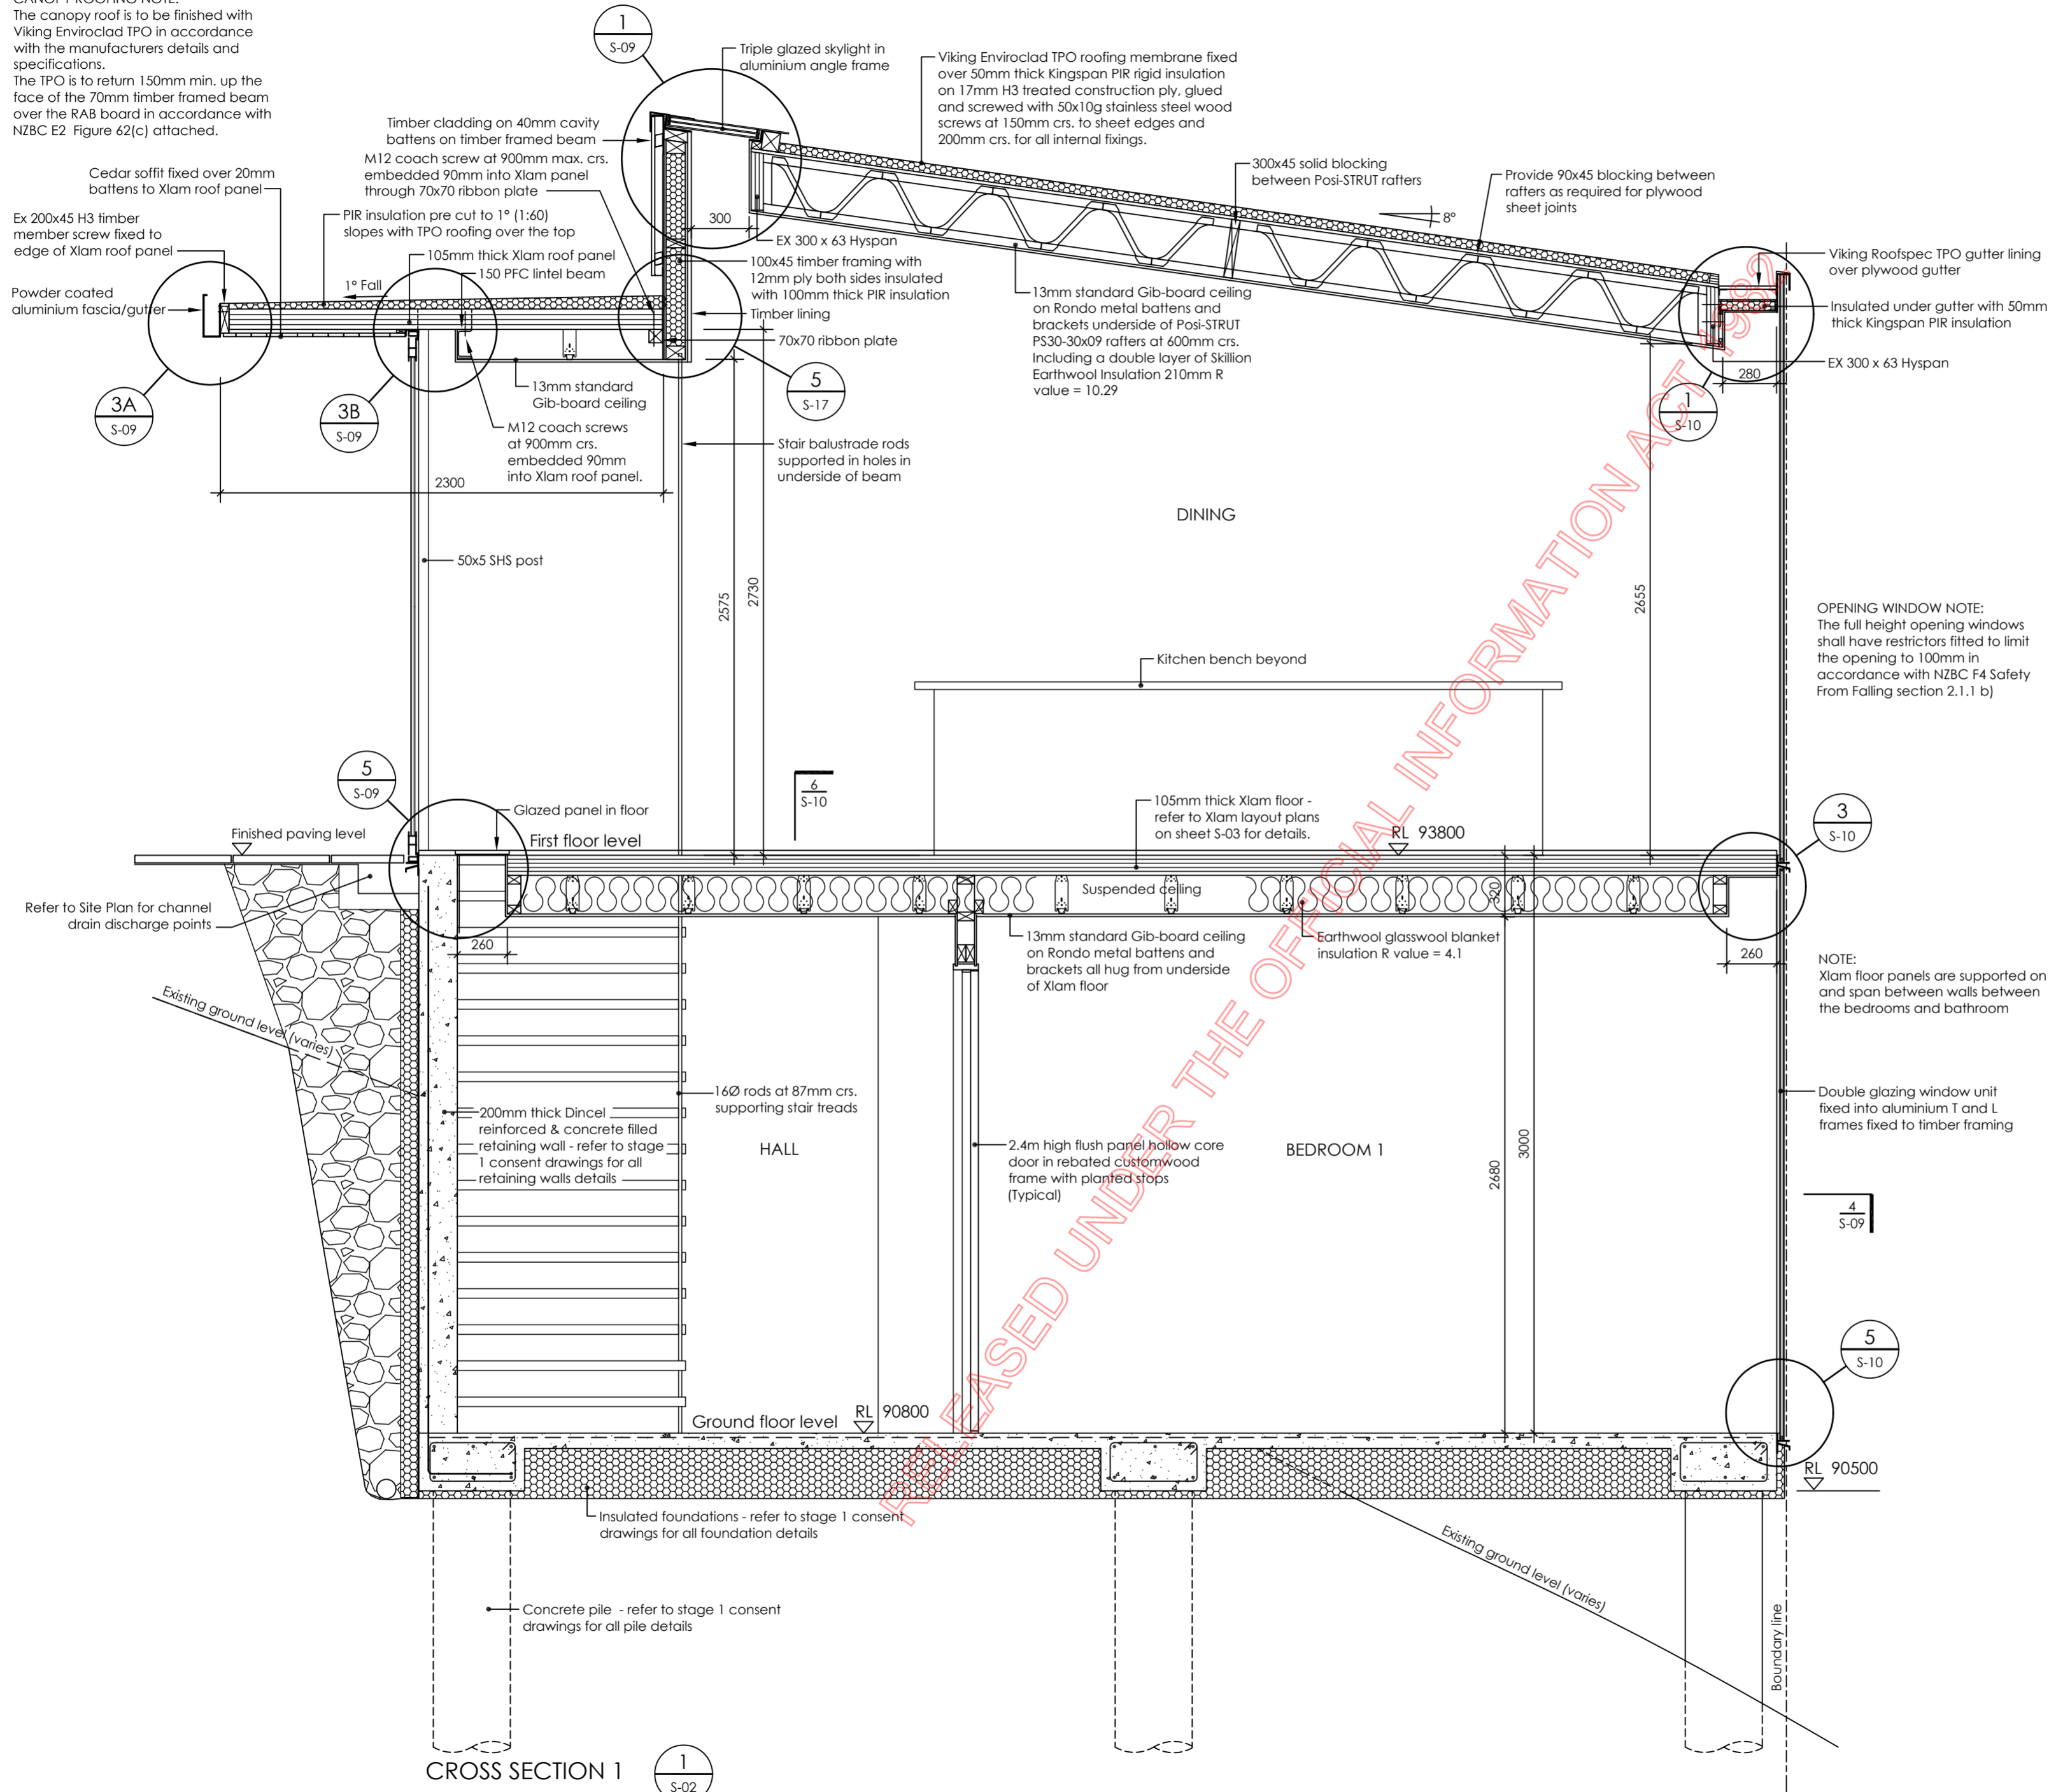 CANOPY ROOFING NOTE:
The canopy roof is to be finished with
Viking Enviroclad TPO in accordance
with the manufacturers details and
specifications.
The TPO is to return 150mm min. up the
face of the 70mm timber framed beam
over the RAB board in accordance with
NZBC E2 Figure 62(c) attached.
1
S-09
Triple glazed skylight in
aluminium angle frame
Viking Enviroclad TPO roofing membrane fixed
over 50mm thick Kingspan PIR rigid insulation
on 17mm H3 treated construction ply, glued
and screwed with 50x10g stainless steel wood
screws at 150mm crs. to sheet edges and
200mm crs. for all internal fixings.
Timber cladding on 40mm cavity
battens on timber framed beam
M12 coach screw at 900mm max. crs.
embedded 90mm into Xlam panel
through 70x70 ribbon plate
Cedar soffit fixed over 20mm
battens to Xlam roof panel
300x45 solid blocking
between Posi-STRUT rafters
Provide 90x45 blocking between
rafters as required for plywood
sheet joints
Ex 200x45 H3 timber
member screw fixed to
edge of Xlam roof panel
PIR insulation pre cut to 1° (1:60)
slopes with TPO roofing over the top
300
8°
EX 300 x 63 Hyspan
105mm thick Xlam roof panel
150 PFC lintel beam
100x45 timber framing with
12mm ply both sides insulated
with 100mm thick PIR insulation
Viking Roofspec TPO gutter lining
over plywood gutter
Powder coated
aluminium fascia/gutter
1° Fall
Timber lining
70x70 ribbon plate
13mm standard Gib-board ceiling
on Rondo metal battens and
brackets underside of Posi-STRUT
PS30-30x09 rafters at 600mm crs.
Including a double layer of Skillion
Earthwool Insulation 210mm R
value = 10.29
Insulated under gutter with 50mm
thick Kingspan PIR insulation
EX 300 x 63 Hyspan
280
3A
S-09
3B
S-09
13mm standard
Gib-board ceiling
5
S-17
1
S-10
M12 coach screws
at 900mm crs.
embedded 90mm
into Xlam roof panel.
Stair balustrade rods
supported in holes in
underside of beam
2300
DINING
50x5 SHS post
2575
2730
2655
OPENING WINDOW NOTE:
The full height opening windows
shall have restrictors fitted to limit
the opening to 100mm in
accordance with NZBC F4 Safety
From Falling section 2.1.1 b)
Kitchen bench beyond
5
S-09
6
S-10
Glazed panel in floor
105mm thick Xlam floor -
refer to Xlam layout plans
on sheet S-03 for details.
3
S-10
Finished paving level
First floor level
RL 93800
Refer to Site Plan for channel
drain discharge points
Suspended ceiling
320
260
13mm standard Gib-board ceiling
on Rondo metal battens and
brackets all hug from underside
of Xlam floor
Earthwool glasswool blanket
insulation R value = 4.1
260
NOTE:
Xlam floor panels are supported on
and span between walls between
the bedrooms and bathroom
Existing ground level (varies)
16Ø rods at 87mm crs.
supporting stair treads
200mm thick Dincel
reinforced & concrete filled
retaining wall - refer to stage
1 consent drawings for all
retaining walls details
HALL
2.4m high flush panel hollow core
door in rebated customwood
frame with planted stops
(Typical)
BEDROOM 1
2680
3000
Double glazing window unit
fixed into aluminium T and L
frames fixed to timber framing
4
S-09
5
S-10
Ground floor level
RL 90800
RL 90500
Insulated foundations - refer to stage 1 consent
drawings for all foundation details
Existing ground level (varies)
Concrete pile - refer to stage 1 consent
drawings for all pile details
Boundary line
CROSS SECTION 1
1
S-02
RELEASED UNDER THE OFFICIAL INFORMATION ACT 1982